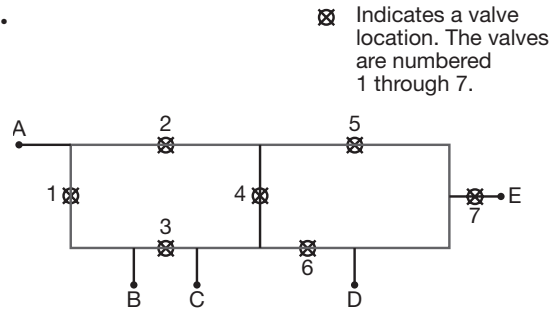 Indicates a valve
location. The valves
are numbered
1 through 7.
A
2
5
1
4
E
7
3
6
B
C
D